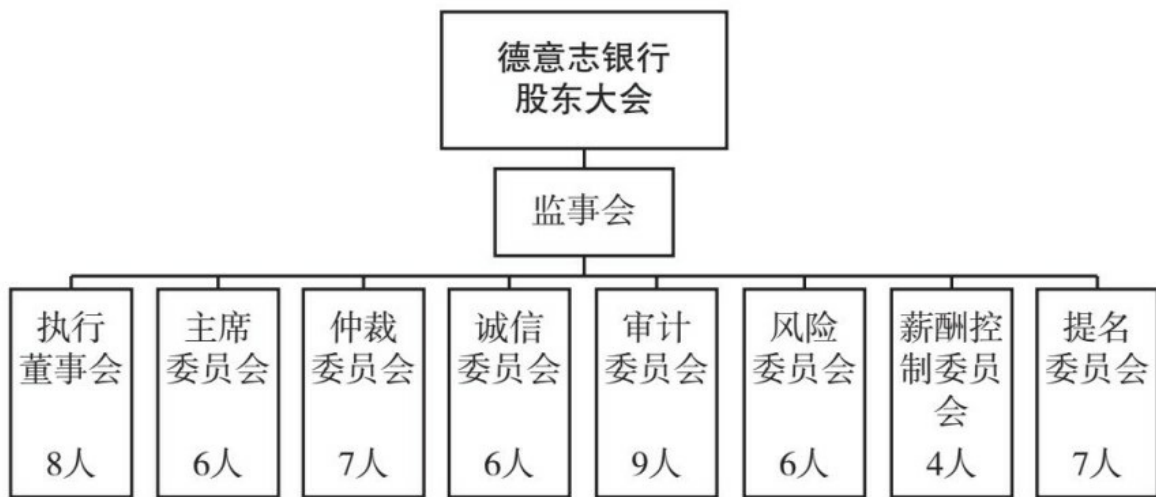 德意志银行
股东大会
监事会
执行
董事会
8人
主席
委员会
6人
仲裁
委员会
7人
诚信
委员会
6人
审计
委员会
9人
风险
委员会
6人
薪酬控
制委员
会
4人
提名
委员会
7人